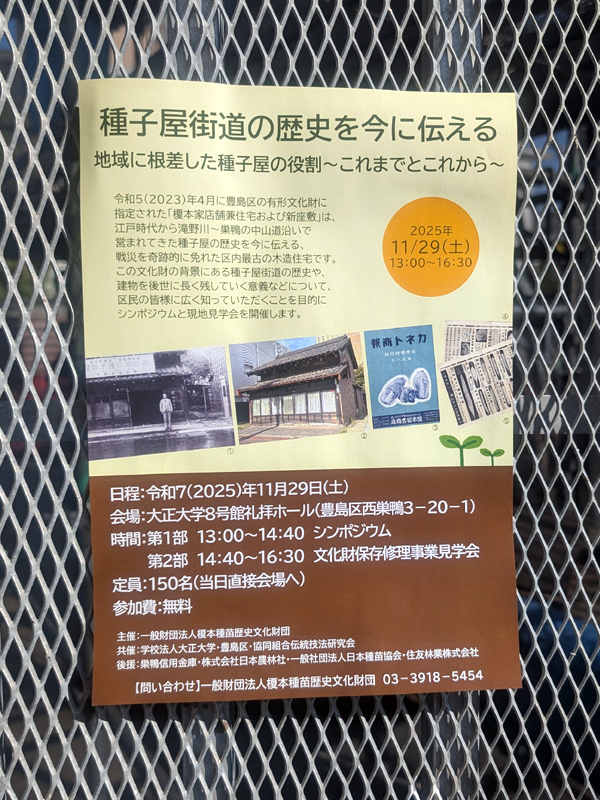 種子屋街道の歴史を今に伝える
地域に根差した種子屋の役割～これまでとこれから～
令和5(2023)年4月に豊島区の有形文化財に
指定された「榎本家店舗兼住宅および新座敷」は、
江戸時代から滝野川～巣鴨の中山道沿いで
営まれてきた種子屋の歴史を今に伝える、
戦災を奇跡的に免れた区内最古の木造住宅です。
この文化財の背景にある種子屋街道の歴史や、
建物を後世に長く残していく意義などについて、
区民の皆様に広く知っていただくことを目的に
シンポジウムと現地見学会を開催します。
2025年
11/29(土)
13:00～16:30
報商トネカ
①
②
③
④
⑤
日程:令和7(2025)年11月29日(土)
会場:大正大学8号館礼拝ホール(豊島区西巣鴨3-20-1)
時間:第1部 13:00～14:40 シンポジウム
第2部 14:40～16:30 文化財保存修理事業見学会
定員:150名(当日直接会場へ)
参加費:無料
主催:一般財団法人榎本種苗歴史文化財団
共催:学校法人大正大学・豊島区・協同組合伝統技法研究会
後援:巣鴨信用金庫・株式会社日本農林社・一般社団法人日本種苗協会・住友林業株式会社
【問い合わせ】一般財団法人榎本種苗歴史文化財団 03-3918-5454